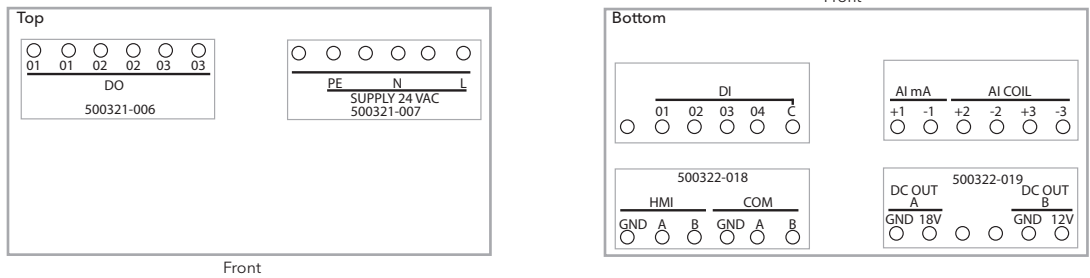 Front
Top
01 01 02 02 03 03
DO
500321-006
PE N L
SUPPLY 24 VAC
500321-007
Front
Bottom
DI
01 02 03 04 C
AI mA AI COIL
+1 -1 +2 -2 +3 -3
500322-018
HMI COM
GND A B GND A B
500322-019
DC OUT DC OUT
A B
GND 18V GND 12V